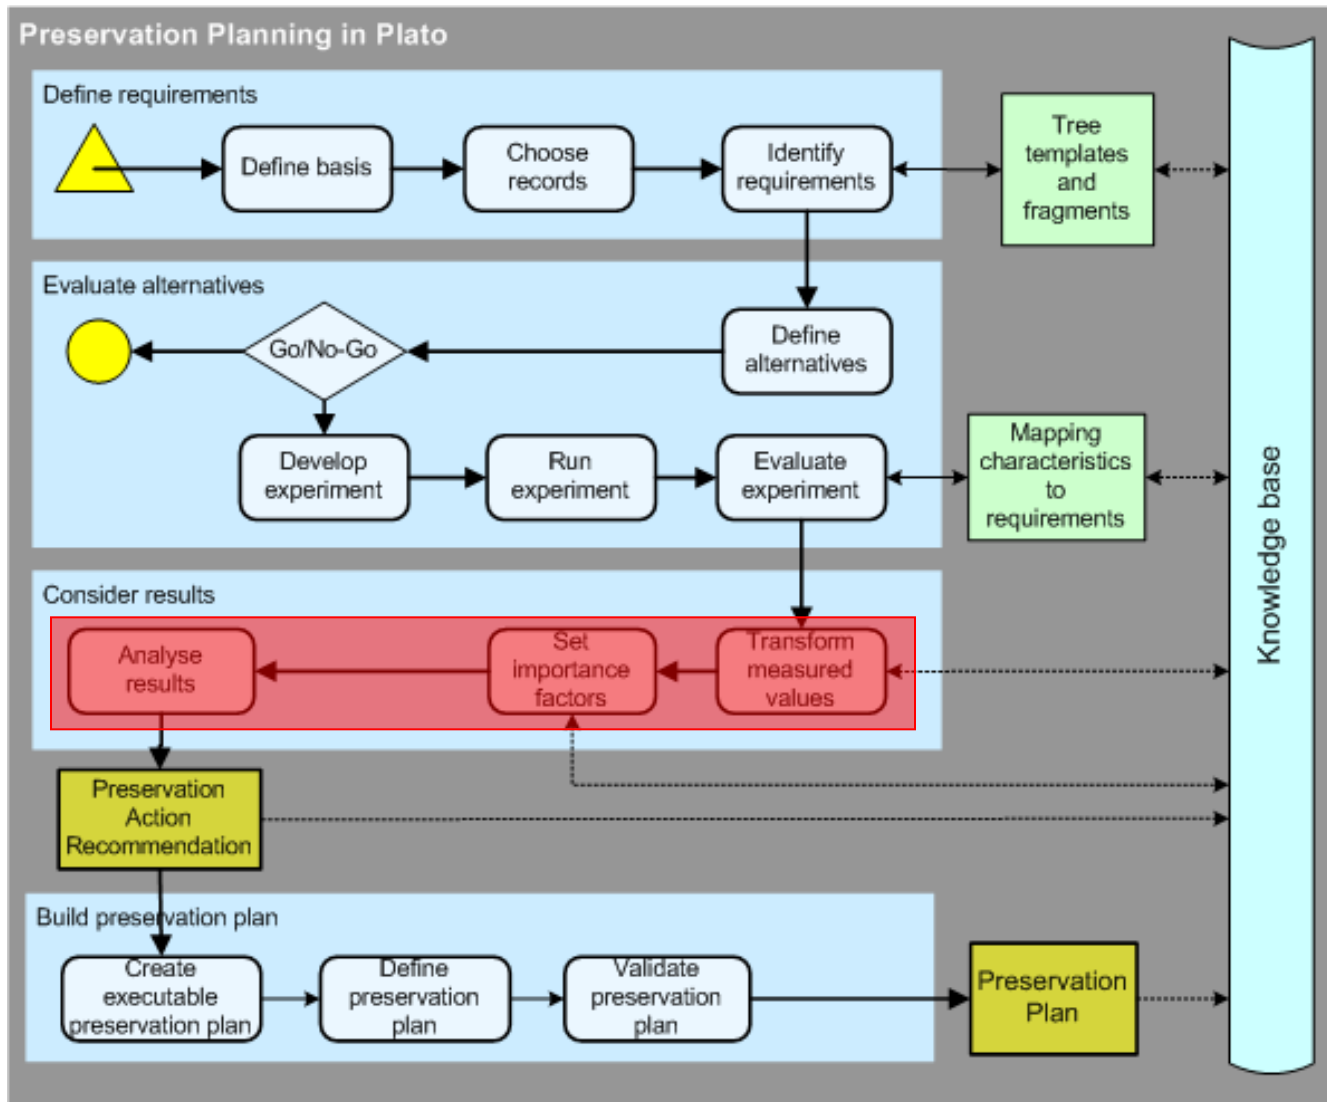 Preservation Planning in Plato
Define requirements
Define basis
Choose
records
Identify
requirements
Tree
templates
and
fragments
Evaluate alternatives
Go/No-Go
Define
alternatives
Develop
experiment
Run
experiment
Evaluate
experiment
Mapping
characteristics
to
requirements
Knowledge base
Consider results
Analyse
results
Set
importance
factors
Transform
measured
values
Preservation
Action
Recommendation
Build preservation plan
Create
executable
preservation plan
Define
preservation
plan
Validate
preservation
plan
Preservation
Plan